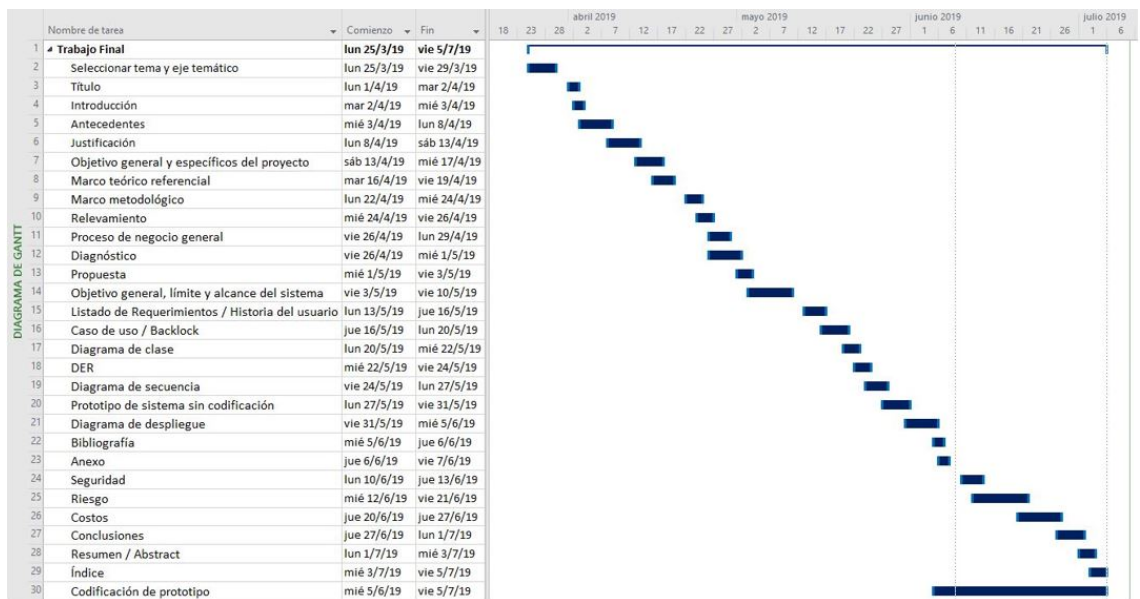 abril 2019 mayo 2019 junio 2019 julio 2019
Nombre de tarea Comienzo Fin 18 23 28 2 7 12 17 22 27 2 7 12 17 22 27 1 6 11 16 21 26 1 6
DIAGRAMA DE GANTT
1 Trabajo Final lun 25/3/19 vie 5/7/19
2 Seleccionar tema y eje temático lun 25/3/19 vie 29/3/19
3 Título lun 1/4/19 mar 2/4/19
4 Introducción mar 2/4/19 mié 3/4/19
5 Antecedentes mié 3/4/19 lun 8/4/19
6 Justificación lun 8/4/19 sáb 13/4/19
7 Objetivo general y específicos del proyecto sáb 13/4/19 mié 17/4/19
8 Marco teórico referencial mar 16/4/19 vie 19/4/19
9 Marco metodológico lun 22/4/19 mié 24/4/19
10 Relevamiento mié 24/4/19 vie 26/4/19
11 Proceso de negocio general vie 26/4/19 lun 29/4/19
12 Diagnóstico vie 26/4/19 mié 1/5/19
13 Propuesta mié 1/5/19 vie 3/5/19
14 Objetivo general, límite y alcance del sistema vie 3/5/19 vie 10/5/19
15 Listado de Requerimientos / Historia del usuario lun 13/5/19 jue 16/5/19
16 Caso de uso / Backlock jue 16/5/19 lun 20/5/19
17 Diagrama de clase lun 20/5/19 mié 22/5/19
18 DER mié 22/5/19 vie 24/5/19
19 Diagrama de secuencia vie 24/5/19 lun 27/5/19
20 Prototipo de sistema sin codificación lun 27/5/19 vie 31/5/19
21 Diagrama de despliegue vie 31/5/19 mié 5/6/19
22 Bibliografía mié 5/6/19 jue 6/6/19
23 Anexo jue 6/6/19 vie 7/6/19
24 Seguridad lun 10/6/19 jue 13/6/19
25 Riesgo mié 12/6/19 vie 21/6/19
26 Costos jue 20/6/19 jue 27/6/19
27 Conclusiones jue 27/6/19 lun 1/7/19
28 Resumen / Abstract lun 1/7/19 mié 3/7/19
29 Índice mié 3/7/19 vie 5/7/19
30 Codificación de prototipo mié 5/6/19 vie 5/7/19